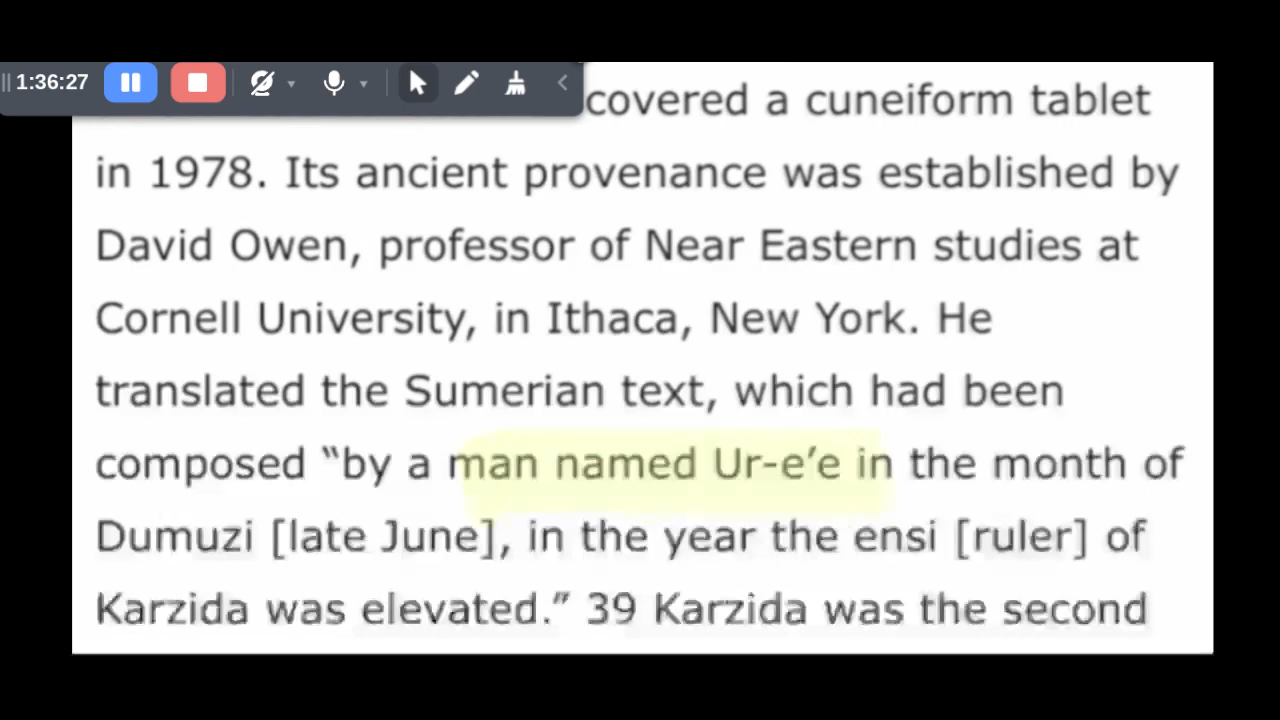 1:36:27
covered a cuneiform tablet
in 1978. Its ancient provenance was established by
David Owen, professor of Near Eastern studies at
Cornell University, in Ithaca, New York. He
translated the Sumerian text, which had been
composed “by a man named Ur-e’e in the month of
Dumuzi [late June], in the year the ensi [ruler] of
Karzida was elevated.” 39 Karzida was the second